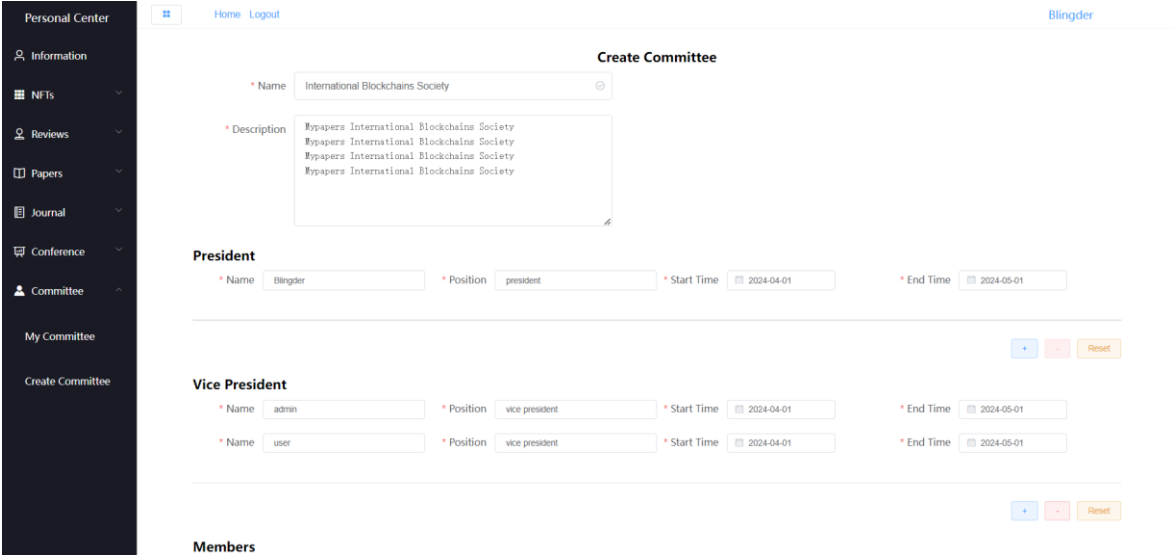 Personal Center
Home Logout
Blingder
Information
NFTs
Reviews
Papers
Journal
Conference
Committee
My Committee
Create Committee
Create Committee
* Name International Blockchains Society
* Description Mypapers International Blockchains Society
Mypapers International Blockchains Society
Mypapers International Blockchains Society
Mypapers International Blockchains Society
President
* Name Blingder * Position president * Start Time 2024-04-01 * End Time 2024-05-01
+ - Reset
Vice President
* Name admin * Position vice president * Start Time 2024-04-01 * End Time 2024-05-01
* Name user * Position vice president * Start Time 2024-04-01 * End Time 2024-05-01
+ - Reset
Members